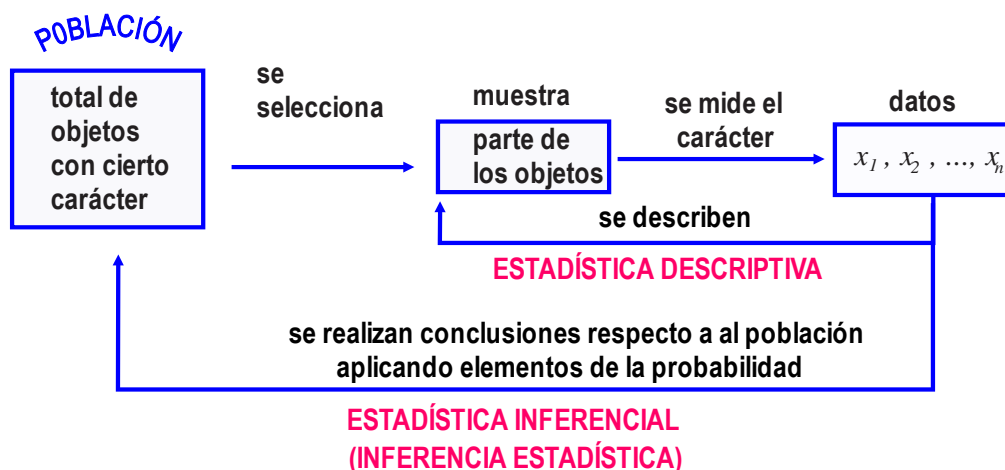 P0BLACIÓN
total de
objetos
con cierto
carácter
se
selecciona
muestra
parte de
los objetos
se mide el
carácter
datos
x1 , x2 , ..., xn
se describen
ESTADÍSTICA DESCRIPTIVA
se realizan conclusiones respecto a al población
aplicando elementos de la probabilidad
ESTADÍSTICA INFERENCIAL
(INFERENCIA ESTADÍSTICA)